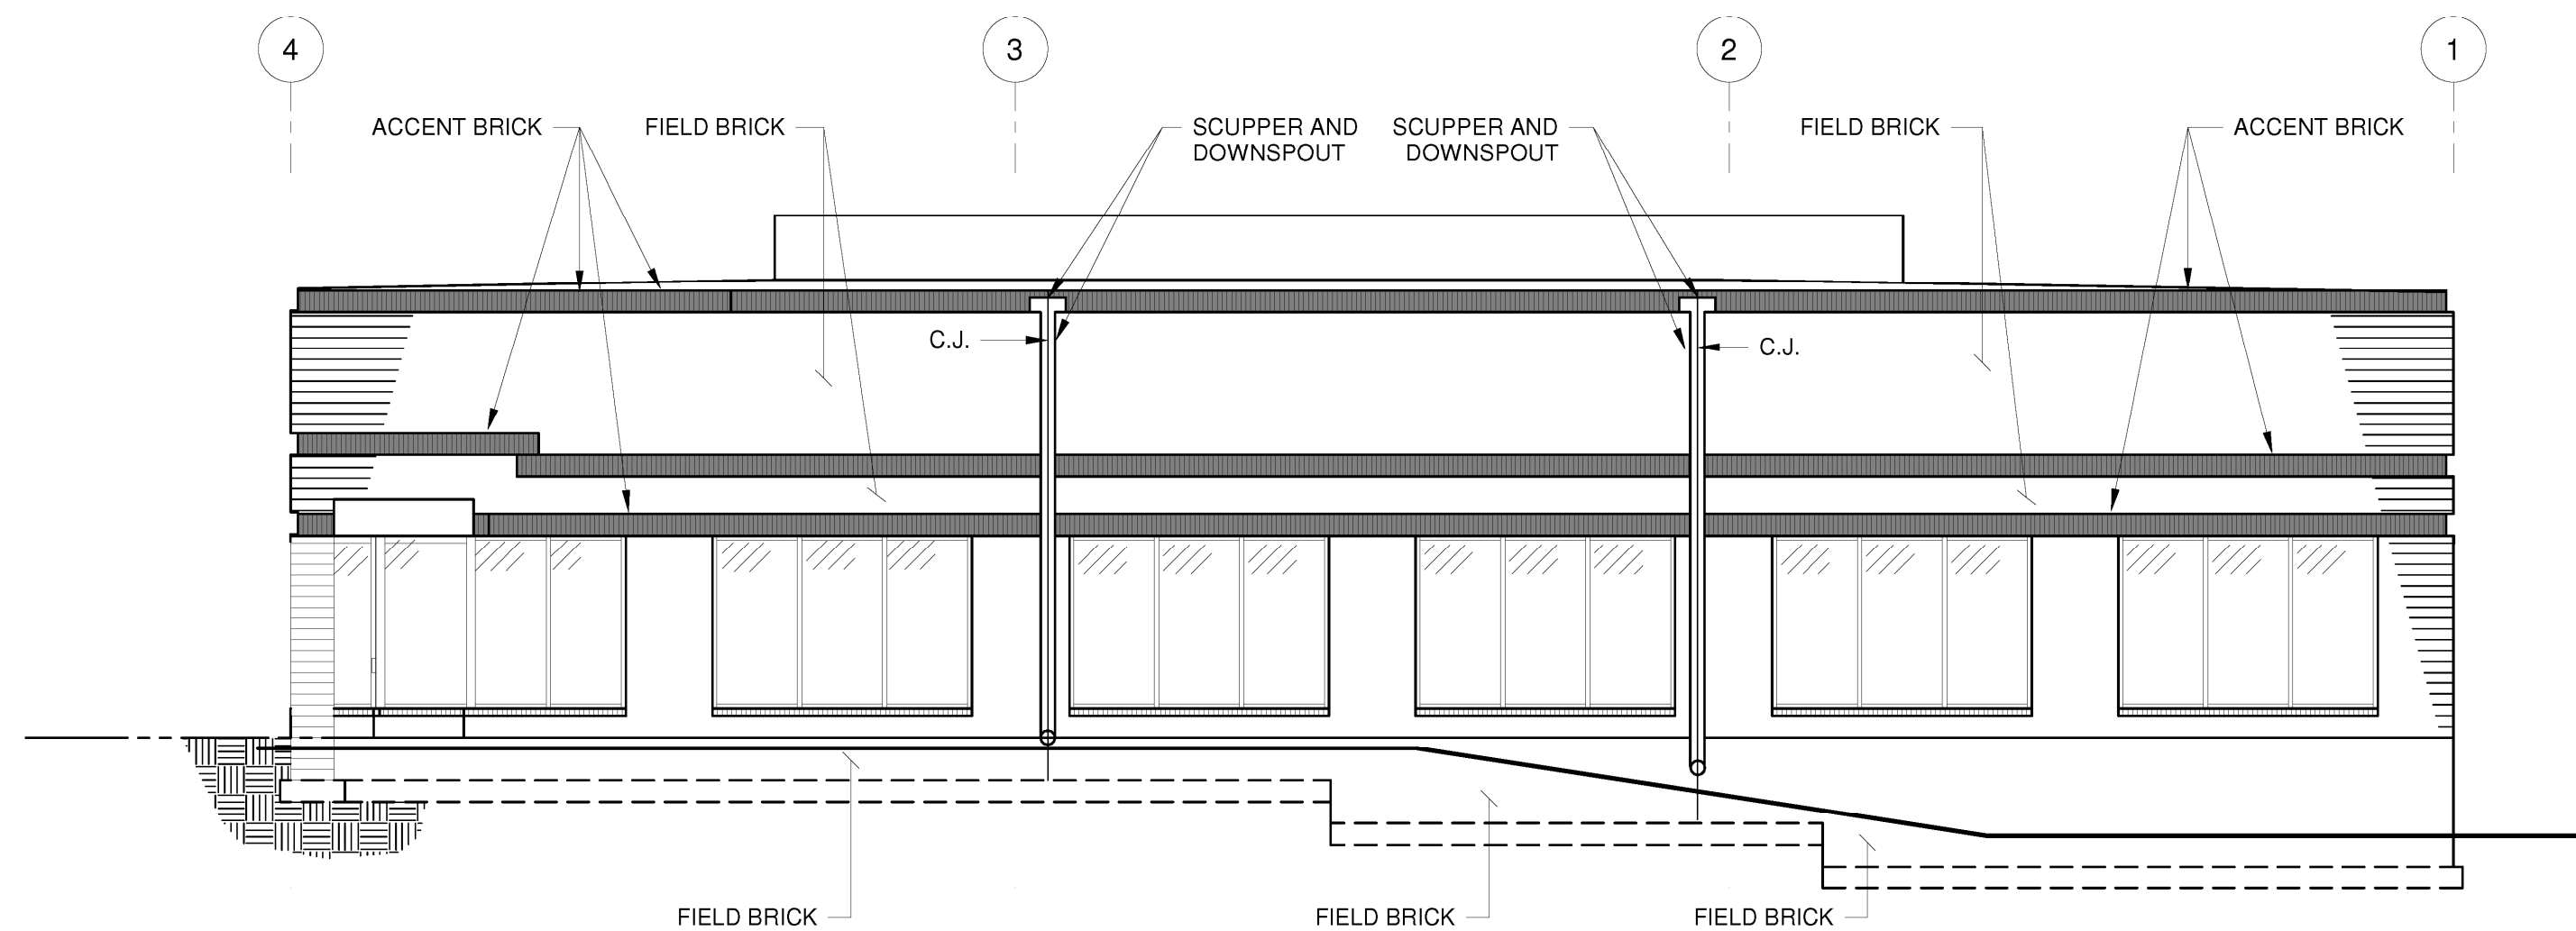 4
3
2
1
ACCENT BRICK
FIELD BRICK
SCUPPER AND
DOWNSPOUT
SCUPPER AND
DOWNSPOUT
FIELD BRICK
ACCENT BRICK
C.J.
C.J.
FIELD BRICK
FIELD BRICK
FIELD BRICK